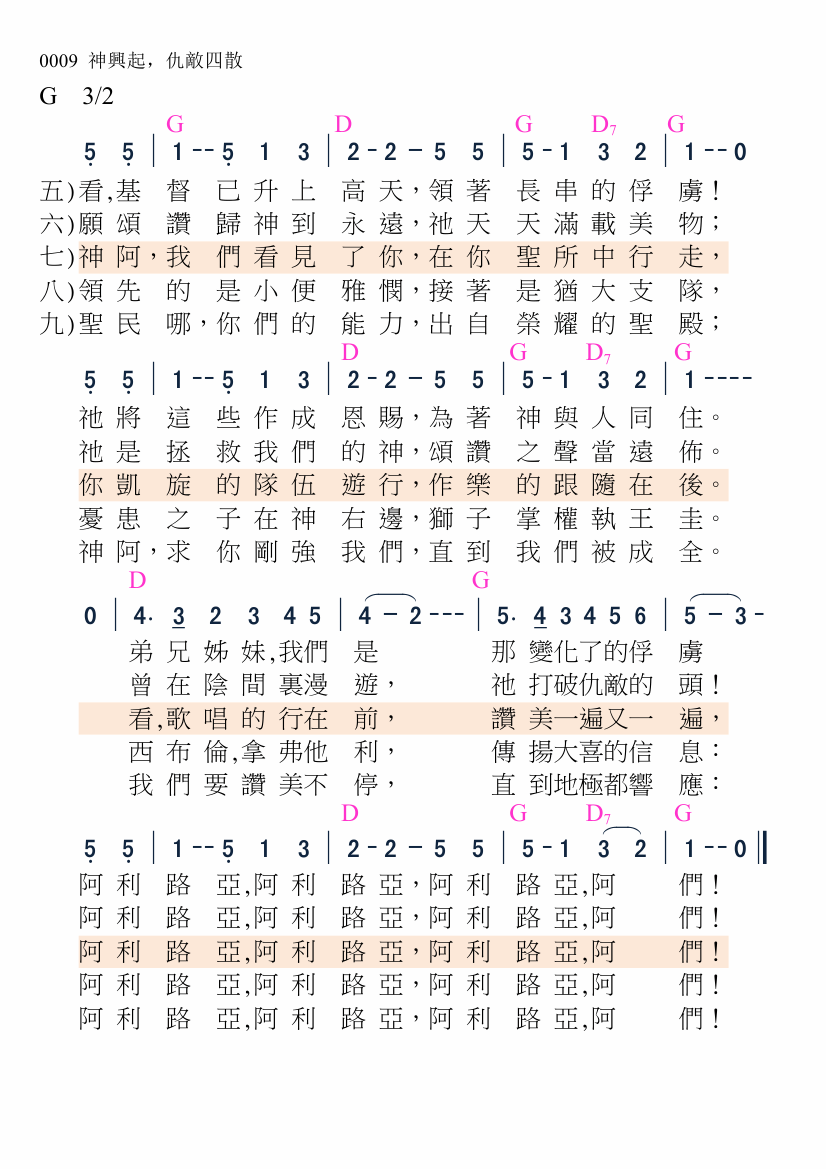 0009 神興起，仇敵四散
G 3/2
G D G D7 G
5 5 | 1 -- 5 1 3 | 2 - 2 - 5 5 | 5 - 1 3 2 | 1 -- 0
五)看,基督已升上高天，領著長串的俘虜！
六)願頌讚歸神到永遠，祂天天滿載美物；
七)神阿，我們看見了你，在你聖所中行走，
八)領先的是小便雅憫，接著是猶大支隊，
九)聖民哪，你們的能力，出自榮耀的聖殿；
D G D7 G
5 5 | 1 -- 5 1 3 | 2 - 2 - 5 5 | 5 - 1 3 2 | 1 ----
祂將這些作成恩賜，為著神與人同住。
祂是拯救我們的神，頌讚之聲當遠佈。
你凱旋的隊伍遊行，作樂的跟隨在後。
憂患之子在神右邊，獅子掌權執王圭。
神阿，求你剛強我們，直到我們被成全。
D G
0 | 4. 3 2 3 4 5 | 4 - 2 --- | 5. 4 3 4 5 6 | 5 - 3 -
弟兄姊妹,我們是那變化了的俘虜
曾在陰間裏漫遊，祂打破仇敵的頭！
看,歌唱的行在前，讚美一遍又一遍，
西布倫,拿弗他利，傳揚大喜的信息：
我們要讚美不停，直到地極都響應：
D G D7 G
5 5 | 1 -- 5 1 3 | 2 - 2 - 5 5 | 5 - 1 3 2 | 1 -- 0
阿利路亞,阿利路亞，阿利路亞,阿們！
阿利路亞,阿利路亞，阿利路亞,阿們！
阿利路亞,阿利路亞，阿利路亞,阿們！
阿利路亞,阿利路亞，阿利路亞,阿們！
阿利路亞,阿利路亞，阿利路亞,阿們！